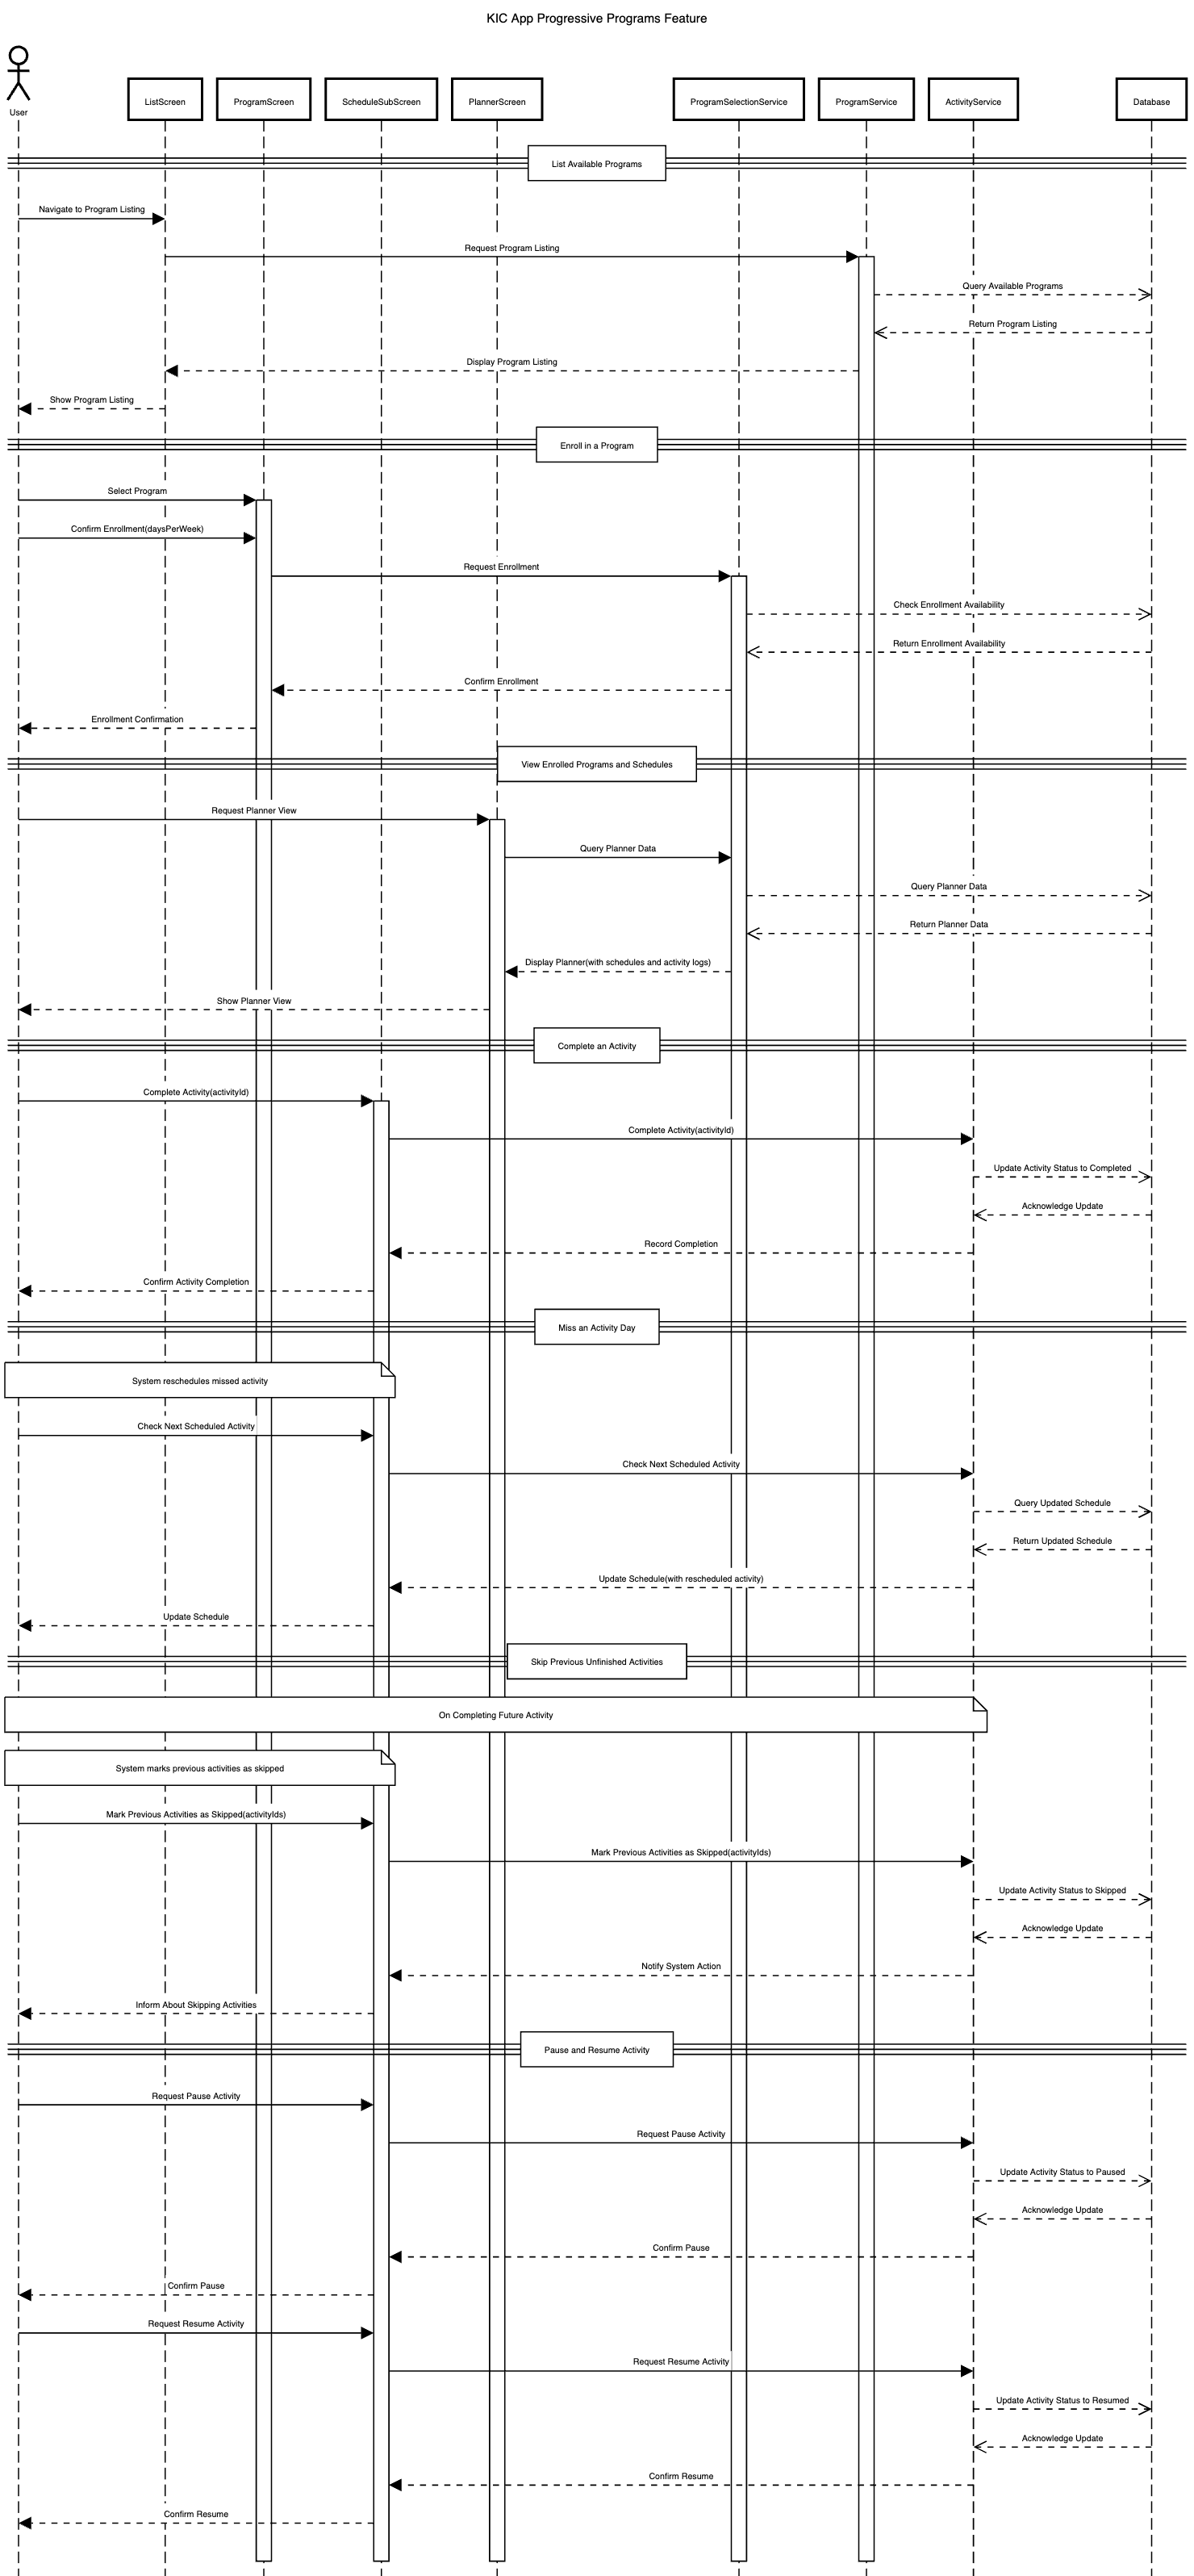 KIC App Progressive Programs Feature
User
ListScreen
ProgramScreen
ScheduleSubScreen
PlannerScreen
ProgramSelectionService
ProgramService
ActivityService
Database
List Available Programs
Navigate to Program Listing
Request Program Listing
Query Available Programs
Return Program Listing
Display Program Listing
Show Program Listing
Enroll in a Program
Select Program
Confirm Enrollment(daysPerWeek)
Request Enrollment
Check Enrollment Availability
Return Enrollment Availability
Confirm Enrollment
Enrollment Confirmation
View Enrolled Programs and Schedules
Request Planner View
Query Planner Data
Query Planner Data
Return Planner Data
Display Planner(with schedules and activity logs)
Show Planner View
Complete an Activity
Complete Activity(activityId)
Complete Activity(activityId)
Update Activity Status to Completed
Acknowledge Update
Record Completion
Confirm Activity Completion
Miss an Activity Day
System reschedules missed activity
Check Next Scheduled Activity
Check Next Scheduled Activity
Query Updated Schedule
Return Updated Schedule
Update Schedule(with rescheduled activity)
Update Schedule
Skip Previous Unfinished Activities
On Completing Future Activity
System marks previous activities as skipped
Mark Previous Activities as Skipped(activityIds)
Mark Previous Activities as Skipped(activityIds)
Update Activity Status to Skipped
Acknowledge Update
Notify System Action
Inform About Skipping Activities
Pause and Resume Activity
Request Pause Activity
Request Pause Activity
Update Activity Status to Paused
Acknowledge Update
Confirm Pause
Confirm Pause
Request Resume Activity
Request Resume Activity
Update Activity Status to Resumed
Acknowledge Update
Confirm Resume
Confirm Resume